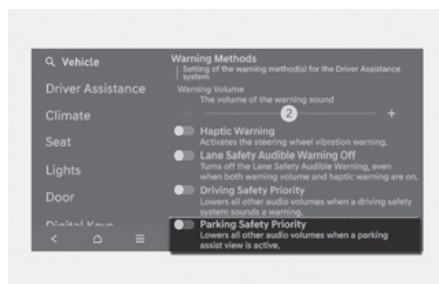 Vehicle
Driver Assistance
Climate
Seat
Lights
Door
Digital Keys
Warning Methods
Setting of the warning method(s) for the Driver Assistance
system
Warning Volume
The volume of the warning sound
2
+
Haptic Warning
Activates the steering wheel vibration warning.
Lane Safety Audible Warning Off
Turns off the Lane Safety Audible Warning, even
when both warning volume and haptic warning are on.
Driving Safety Priority
Lowers all other audio volumes when a driving safety
system sounds a warning.
Parking Safety Priority
Lowers all other audio volumes when a parking
assist view is active.